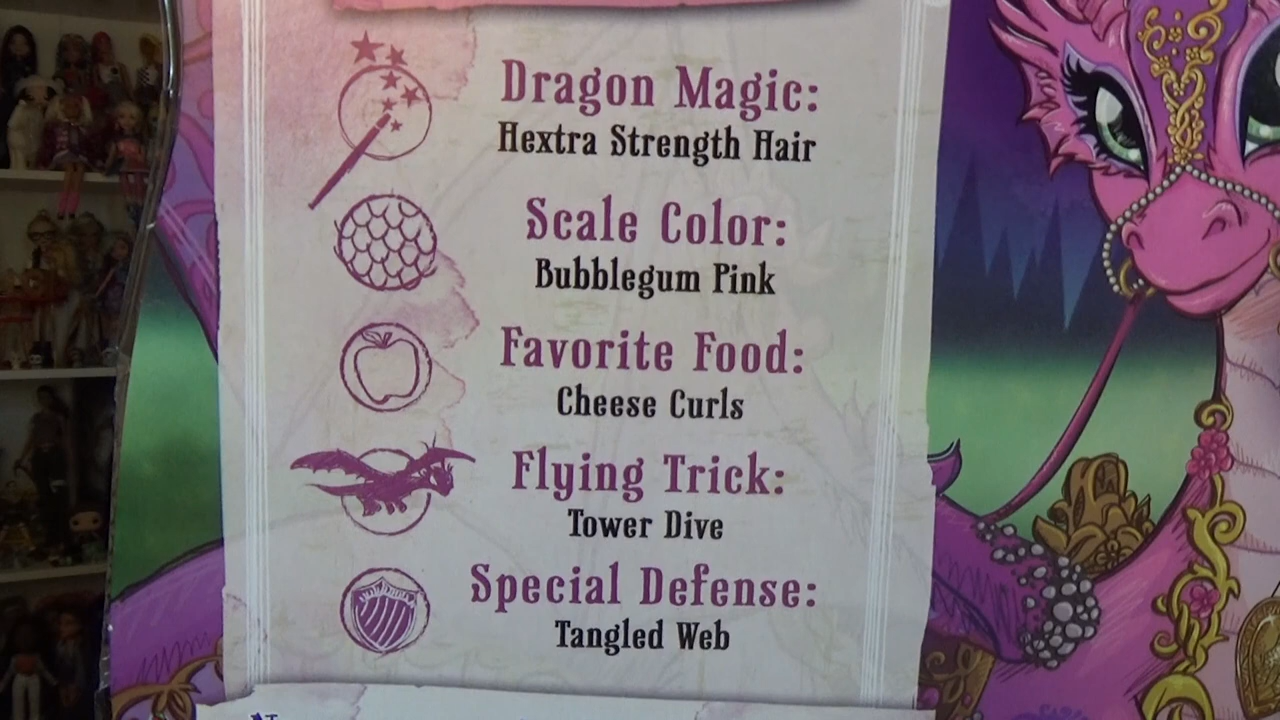 Dragon Magic:
Hextra Strength Hair
Scale Color:
Bubblegum Pink
Favorite Food:
Cheese Curls
Flying Trick:
Tower Dive
Special Defense:
Tangled Web